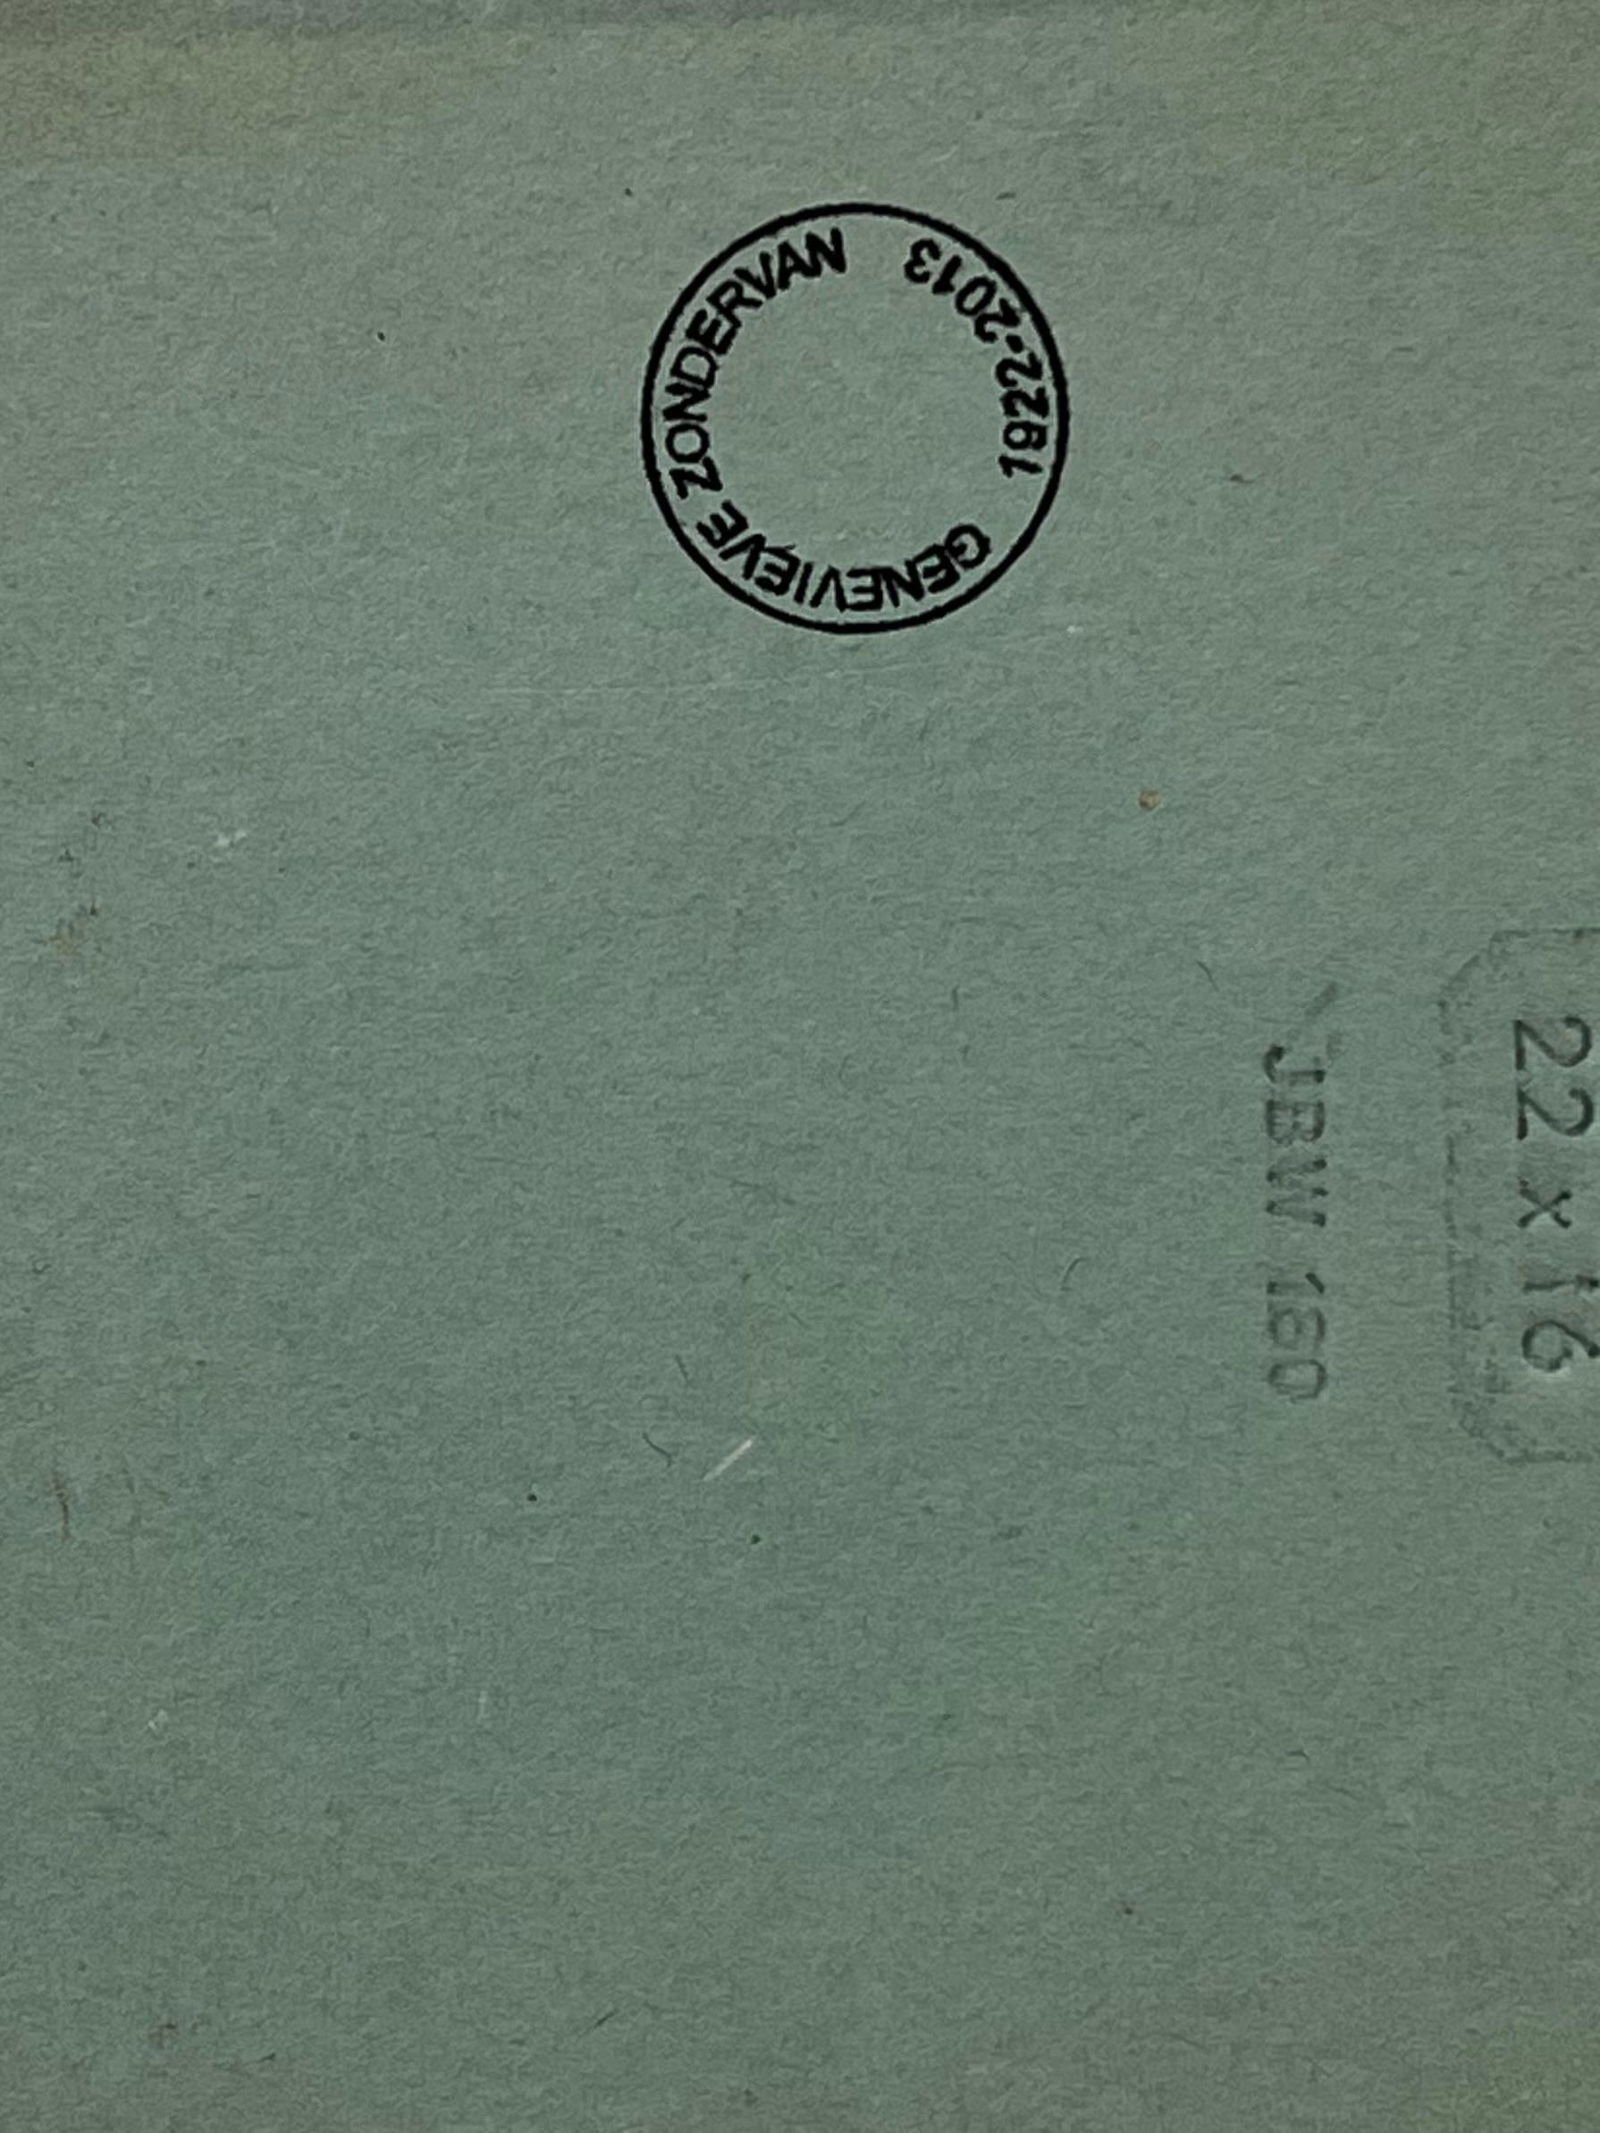 GENEVIEVE ZONDERVAN
1922-2013
22 x 16
JBW 160